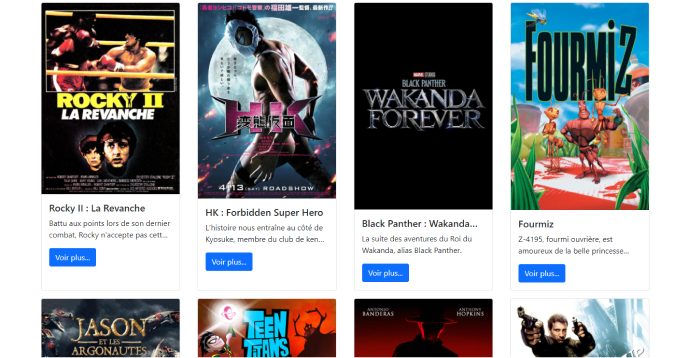 ROCKY II
LA REVANCHE
Rocky II : La Revanche
Battu aux points lors de son dernier
combat, Rocky n'accepte pas cett...
Voir plus...
変態仮面
4/13 (SAT) ROADSHOW
HK : Forbidden Super Hero
L'histoire nous entraîne au côté de
Kyosuke, membre du club de ken...
Voir plus...
MARVEL STUDIOS
BLACK PANTHER
WAKANDA
FOREVER
Black Panther : Wakanda...
La suite des aventures du Roi du
Wakanda, alias Black Panther.
Voir plus...
FOURMIZ
Fourmiz
Z-4195, fourmi ouvrière, est
amoureux de la belle princesse...
Voir plus...
JASON
ET LES
ARGONAUTES
TEEN
TITANS
ANTONIO
BANDERAS
ANTHONY
HOPKINS